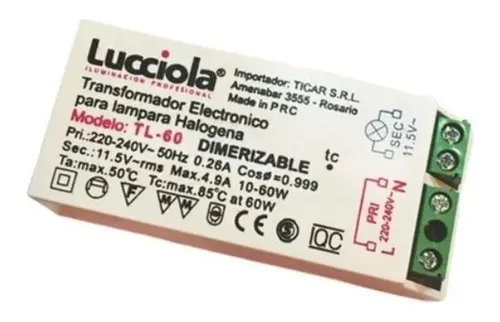 Lucciola®
ILUMINACION - PROFESIONAL
Importador: TICAR S.R.L.
Amenabar 3555 - Rosario
Made in PRC
Transformador Electronico
para lampara Halogena
Modelo: TL-60
DIMERIZABLE
tc
Pri.:220-240V~ 50Hz 0.26A Cosø=0.999
Sec.:11.5V~rms Max.4.9A 10-60W
Ta:max.50°C Tc:max.85°C at 60W
F
M M
CE
S
IQC
SEC
11.5V~
PRI
220-240V~
N
L